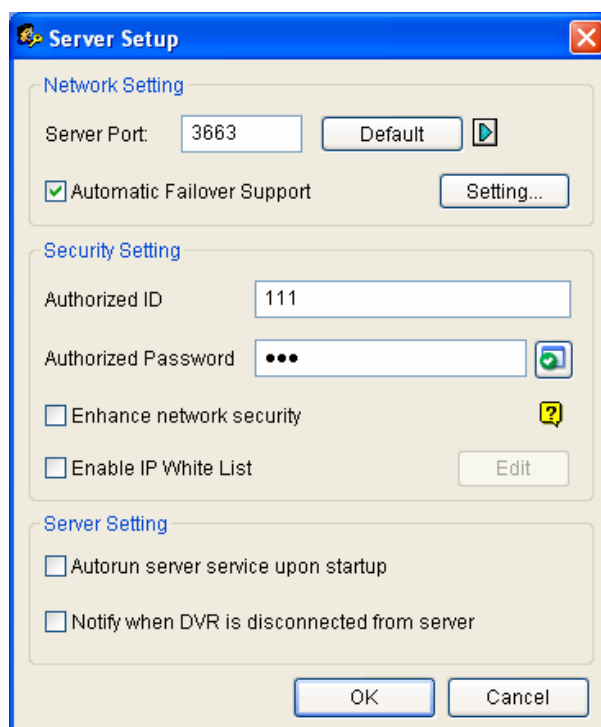 Server Setup
Network Setting
Server Port: 3663 Default
Automatic Failover Support Setting...
Security Setting
Authorized ID 111
Authorized Password •••
Enhance network security ?
Enable IP White List Edit
Server Setting
Autorun server service upon startup
Notify when DVR is disconnected from server
OK Cancel